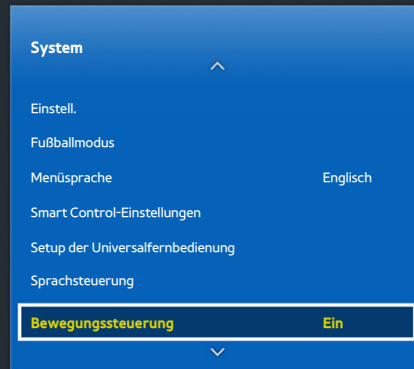 System
Einstell.
Fußballmodus
Menüsprache Englisch
Smart Control-Einstellungen
Setup der Universalfernbedienung
Sprachsteuerung
Bewegungssteuerung Ein